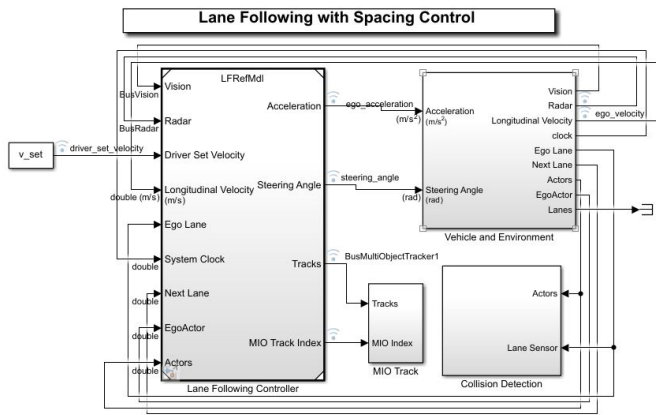 Lane Following with Spacing Control
LFRefMdl
Vision
BusVision
Radar
BusRadar
v_set
driver_set_velocity
Driver Set Velocity
Longitudinal Velocity
(m/s)
double (m/s)
Ego Lane
System Clock
double
Next Lane
double
EgoActor
double
Actors
double
Acceleration
Steering Angle
Tracks
MIO Track Index
Lane Following Controller
ego_acceleration
(m/s²)
steering_angle
(rad)
BusMultiObjectTracker1
Acceleration
(m/s²)
Steering Angle
(rad)
Vision
Radar
Longitudinal Velocity
clock
Ego Lane
Next Lane
Actors
EgoActor
Lanes
ego_velocity
Vehicle and Environment
Tracks
MIO Index
MIO Track
Actors
Lane Sensor
Collision Detection